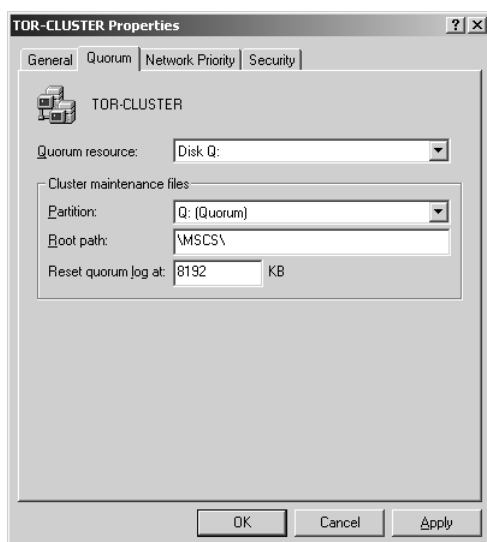 TOR-CLUSTER Properties ? X
General Quorum Network Priority Security
TOR-CLUSTER
Quorum resource: Disk Q:
Cluster maintenance files
Partition: Q: (Quorum)
Root path: \MSCS\
Reset quorum log at: 8192 KB
OK Cancel Apply